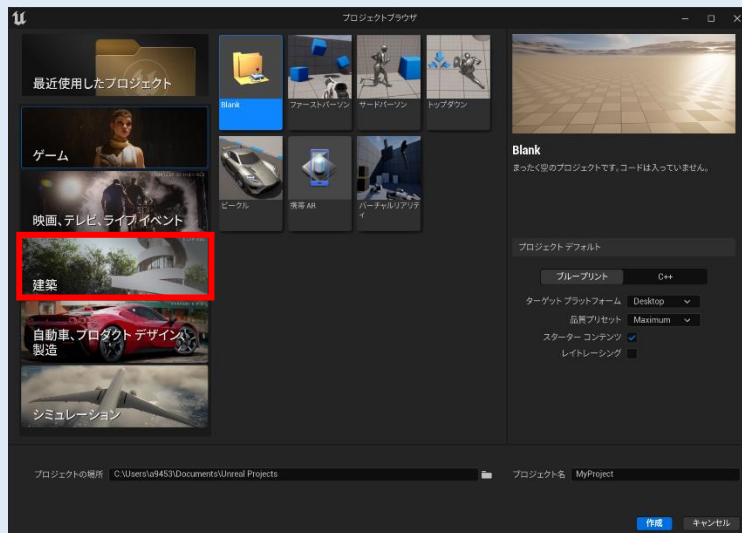 プロジェクトブラウザ
最近使用したプロジェクト
ゲーム
映画、テレビ、ライブ イベント
建築
自動車、プロダクト デザイン、
製造
シミュレーション
Blank
ファーストパーソン
サードパーソン
トップダウン
ビークル
携帯 AR
バーチャルリアリテ
ィ
Blank
まったく空のプロジェクトです。コードは入っていません。
プロジェクト デフォルト
ブループリント
C++
ターゲット プラットフォーム
Desktop
品質プリセット
Maximum
スターター コンテンツ
レイトレーシング
プロジェクトの場所
C:\Users\a9453\Documents\Unreal Projects
プロジェクト名
MyProject
作成
キャンセル